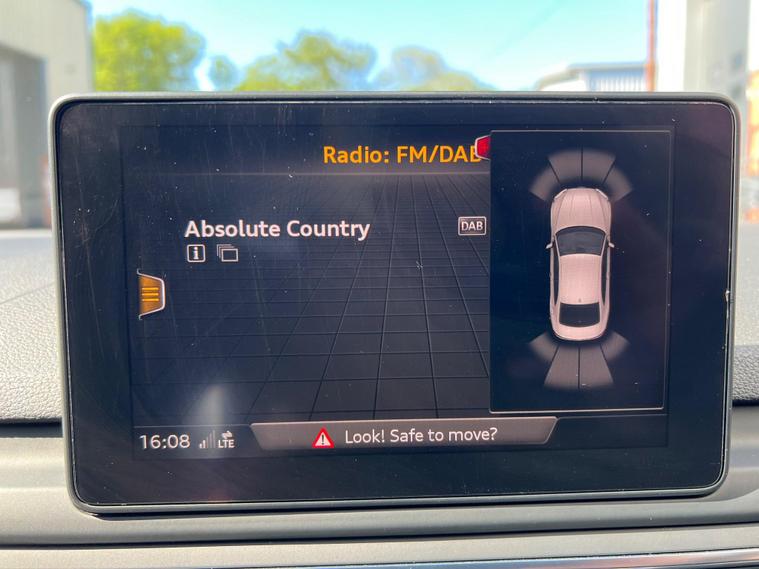 Radio: FM/DAB
Absolute Country
DAB
i
16:08
LTE
Look! Safe to move?